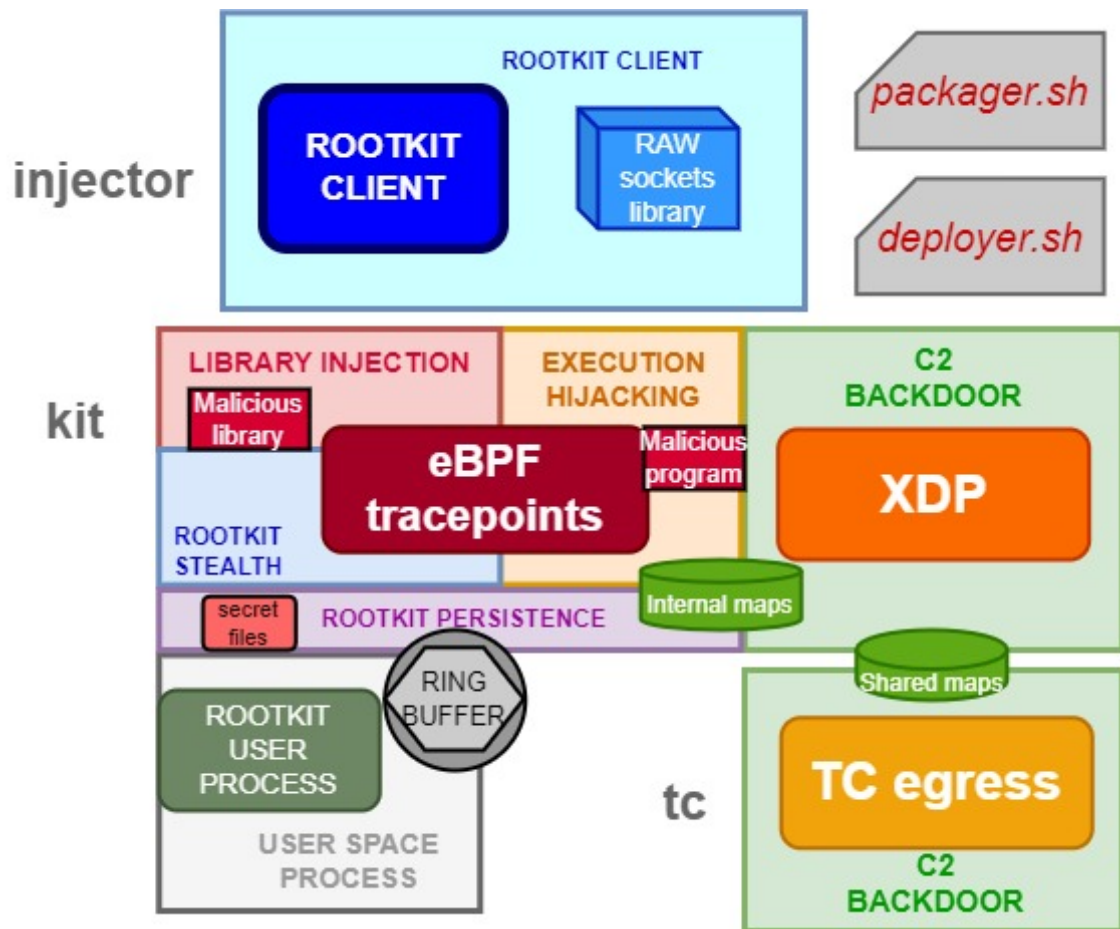 ROOTKIT CLIENT
ROOTKIT
CLIENT
RAW
sockets
library
packager.sh
deployer.sh
injector
kit
LIBRARY INJECTION
Malicious
library
EXECUTION
HIJACKING
eBPF
tracepoints
Malicious
program
C2
BACKDOOR
XDP
ROOTKIT
STEALTH
Internal maps
secret
files
ROOTKIT PERSISTENCE
Shared maps
RING
BUFFER
ROOTKIT
USER
PROCESS
USER SPACE
PROCESS
tc
TC egress
C2
BACKDOOR